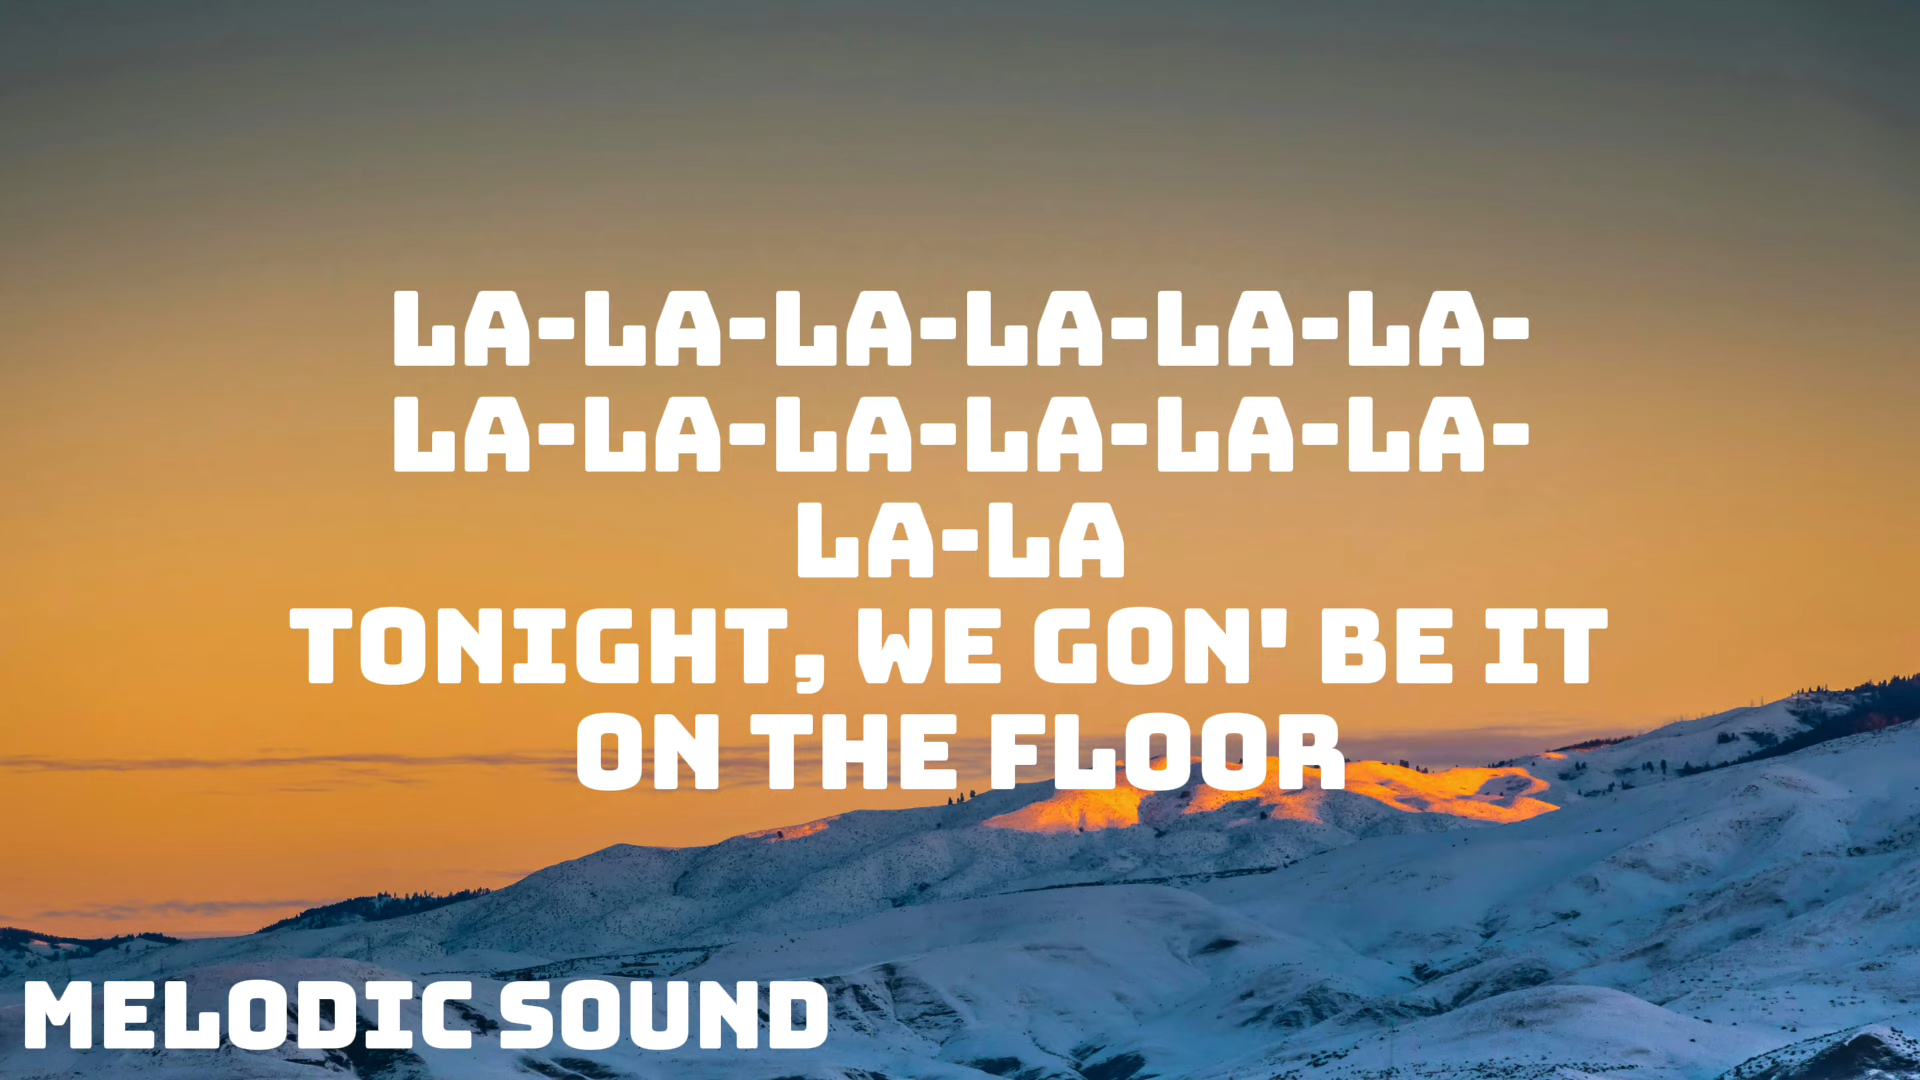 LA-LA-LA-LA-LA-LA-
LA-LA-LA-LA-LA-LA-
LA-LA
TONIGHT, WE GON' BE IT
ON THE FLOOR
MELODIC SOUND